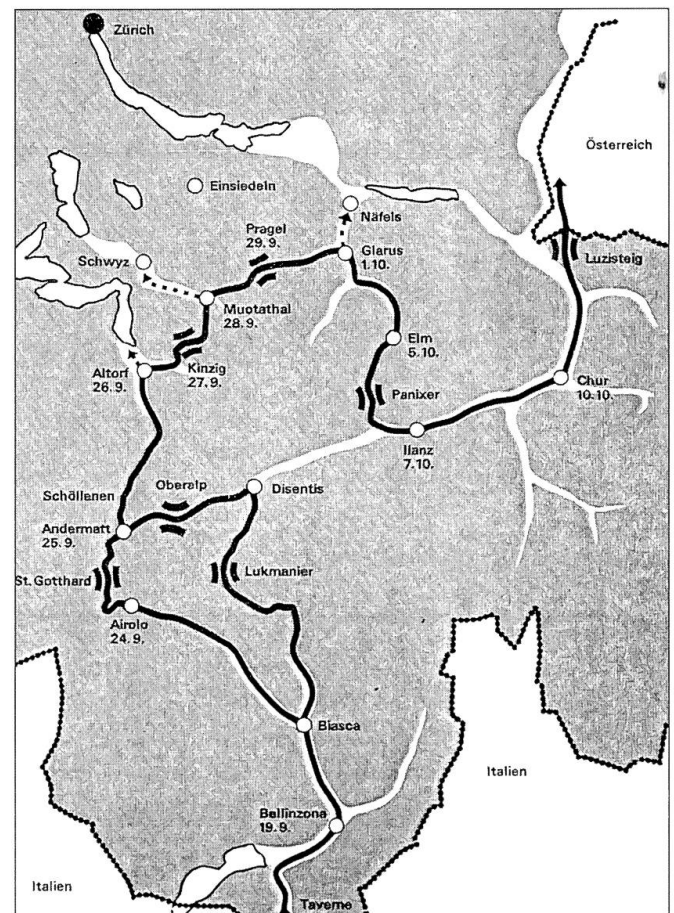 Zürich
Österreich
Einsiedeln
Näfels
Pragel
29. 9.
Glarus
1. 10.
Schwyz
Luzisteig
Muotathal
28. 9.
Elm
5. 10.
Altorf
26. 9.
Kinzig
27. 9.
Chur
10. 10.
Panixer
Ilanz
7. 10.
Oberalp
Disentis
Schöllenen
Andermatt
25. 9.
St. Gotthard
Lukmanier
Airolo
24. 9.
Biasca
Italien
Bellinzona
19. 9.
Italien
Taverne